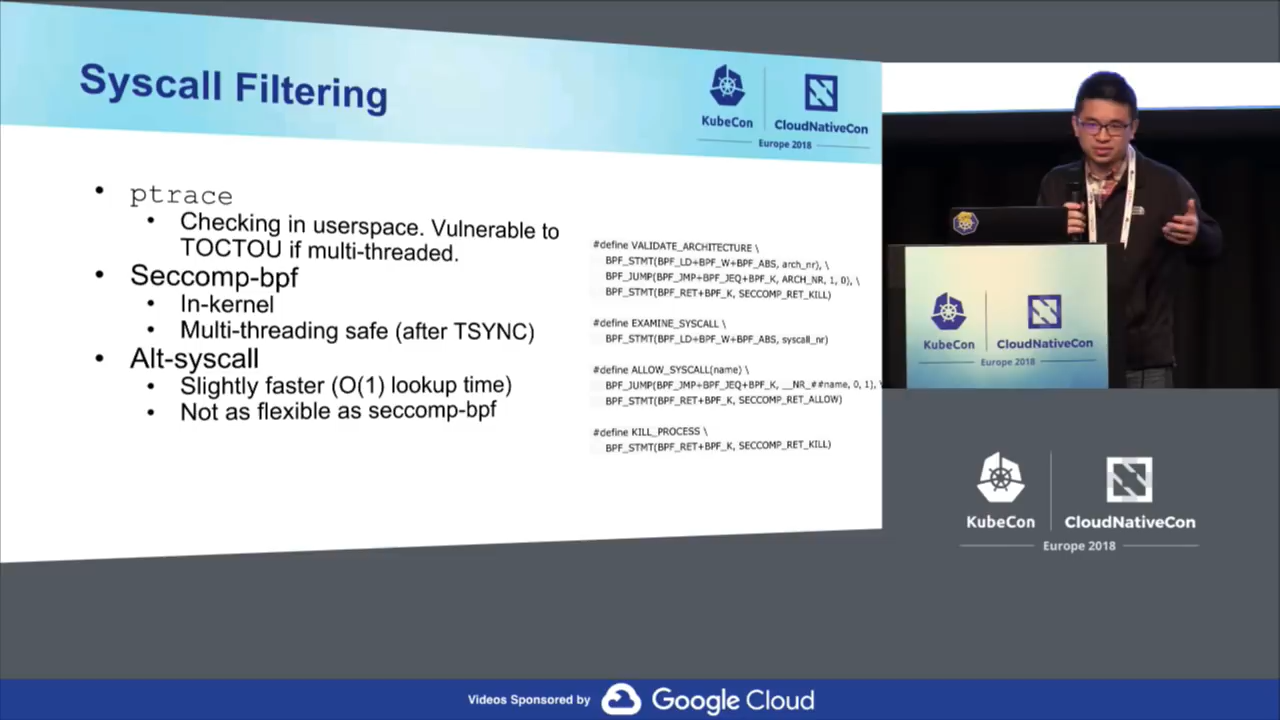 Syscall Filtering
KubeCon
CloudNativeCon
Europe 2018
• ptrace
• Checking in userspace. Vulnerable to
TOCTOU if multi-threaded.
• Seccomp-bpf
• In-kernel
• Multi-threading safe (after TSYNC)
• Alt-syscall
• Slightly faster (O(1) lookup time)
• Not as flexible as seccomp-bpf
#define VALIDATE_ARCHITECTURE \
BPF_STMT(BPF_LD+BPF_W+BPF_ABS, arch_nr), \
BPF_JUMP(BPF_JMP+BPF_JEQ+BPF_K, ARCH_NR, 1, 0), \
BPF_STMT(BPF_RET+BPF_K, SECCOMP_RET_KILL)
#define EXAMINE_SYSCALL \
BPF_STMT(BPF_LD+BPF_W+BPF_ABS, syscall_nr)
#define ALLOW_SYSCALL(name) \
BPF_JUMP(BPF_JMP+BPF_JEQ+BPF_K, __NR_##name, 0, 1), \
BPF_STMT(BPF_RET+BPF_K, SECCOMP_RET_ALLOW)
#define KILL_PROCESS \
BPF_STMT(BPF_RET+BPF_K, SECCOMP_RET_KILL)
KubeCon
CloudNativeCon
Europe 2018
KubeCon
CloudNativeCon
Europe 2018
Videos Sponsored by Google Cloud